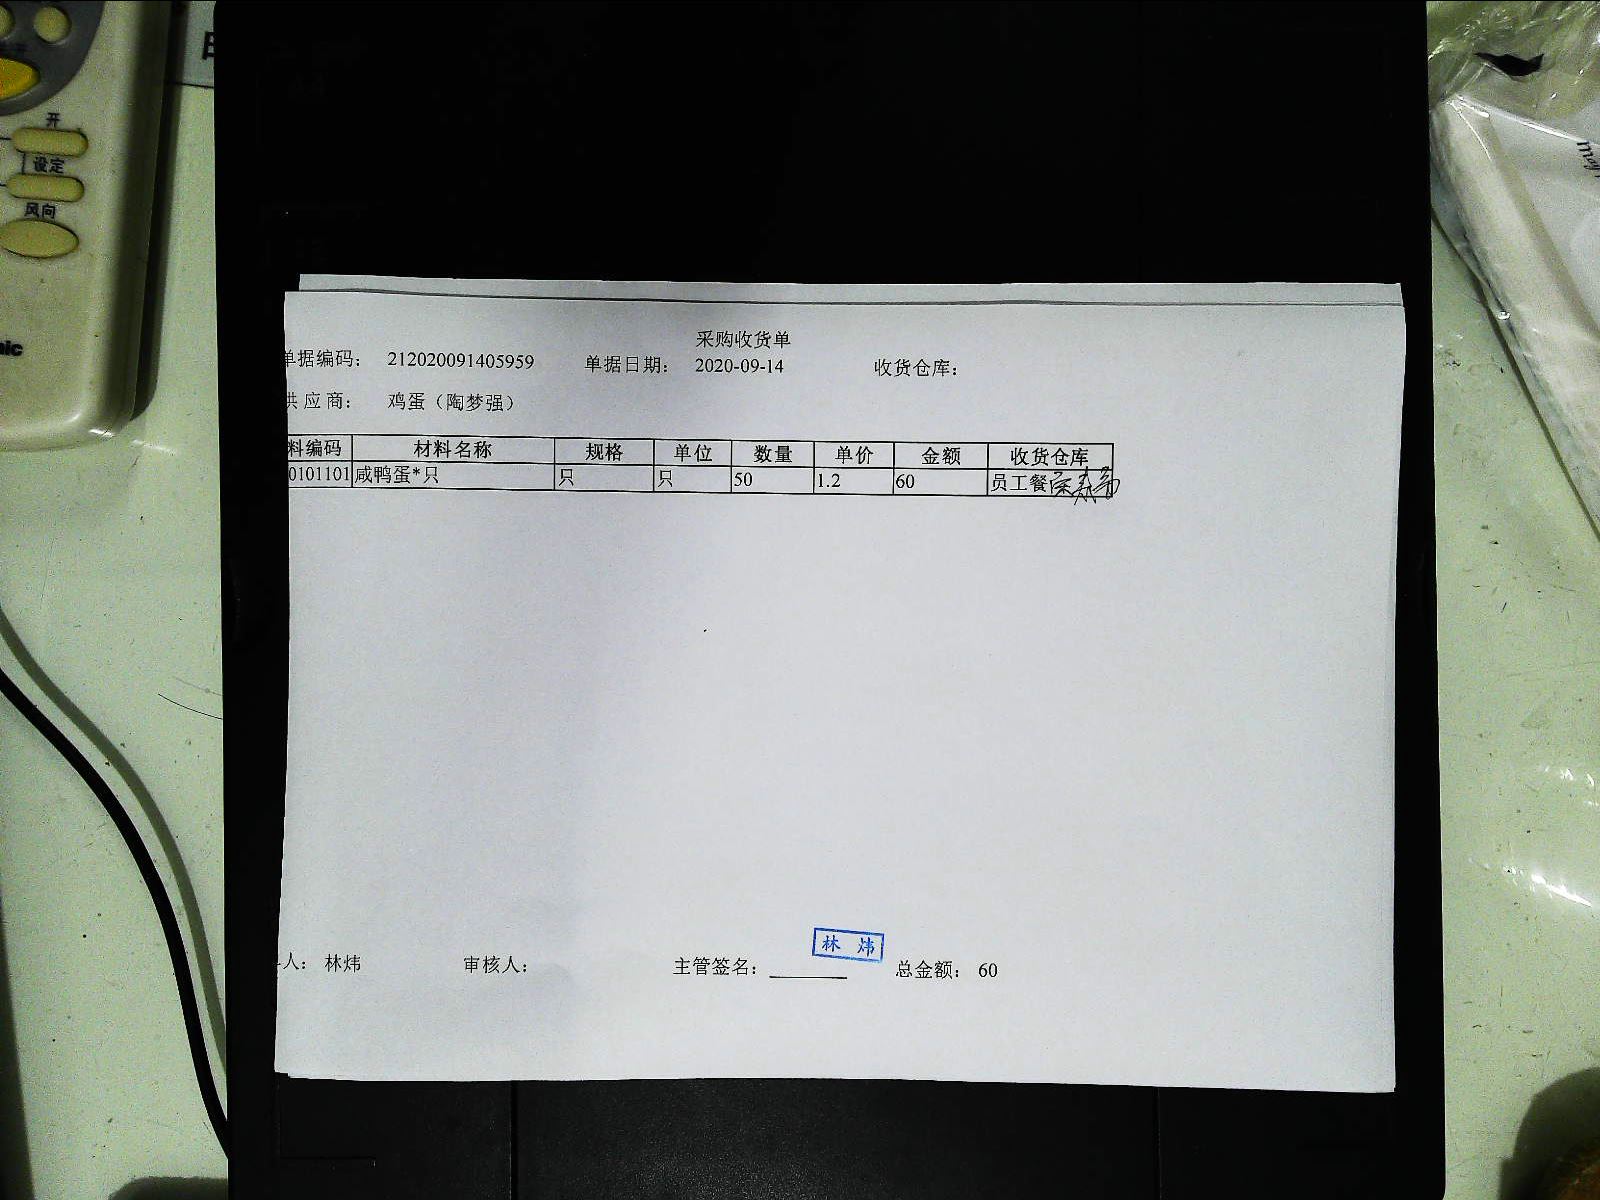 开
设定
风向
采购收货单
单据编码： 212020091405959 单据日期： 2020-09-14 收货仓库：
供应商： 鸡蛋（陶梦强）
料编码 材料名称 规格 单位 数量 单价 金额 收货仓库
0101101 咸鸭蛋*只 只 只 50 1.2 60 员工餐
林 炜
人： 林炜 审核人： 主管签名： 总金额： 60